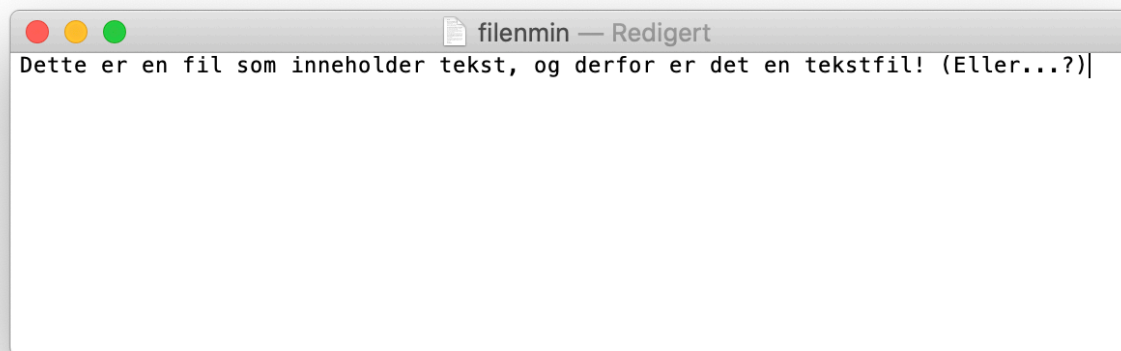 filenmin — Redigert
Dette er en fil som inneholder tekst, og derfor er det en tekstfil! (Eller...?)